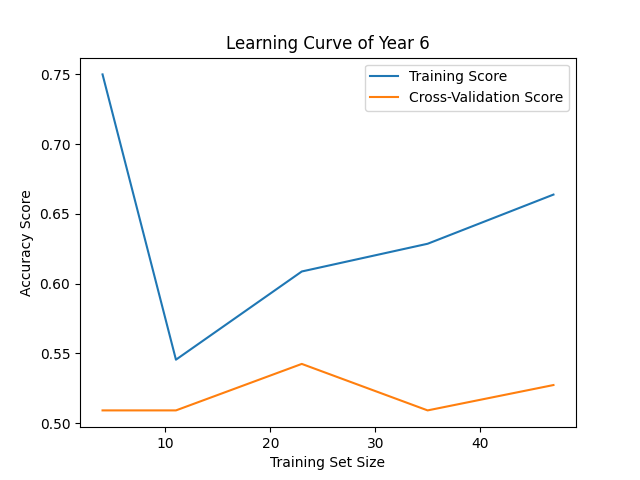 Learning Curve of Year 6
Training Score
Cross-Validation Score
Accuracy Score
0.75
0.70
0.65
0.60
0.55
0.50
10 20 30 40
Training Set Size